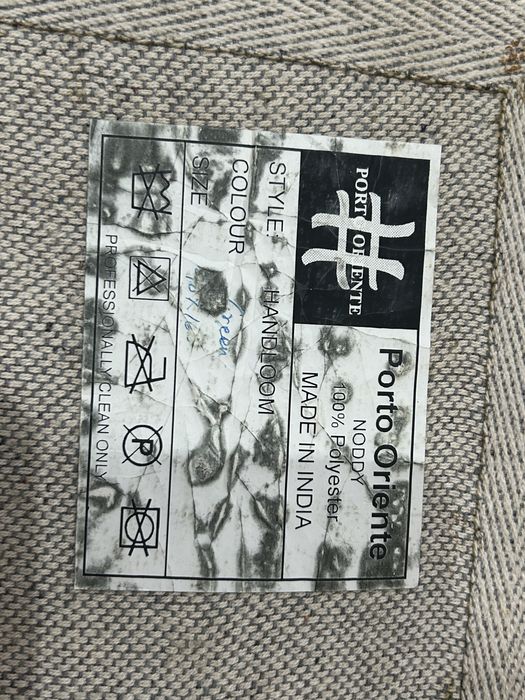 PORTO ORIENTE
Porto Oriente
NODDY
100% Polyester
MADE IN INDIA
STYLE: HANDLOOM
COLOUR Green
SIZE
P
PROFESSIONALLY CLEAN ONLY